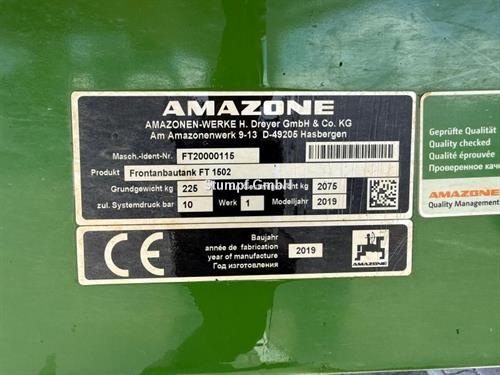 AMAZONE
AMAZONEN-WERKE H. Dreyer GmbH & Co. KG
Am Amazonenwerk 9-13 D-49205 Hasbergen
Masch.-Ident-Nr. FT20000115
Produkt Frontanbautank FT 1502
Grundgewicht kg 225 kg 2075
Stumpf GmbH
zul. Systemdruck bar 10 Werk 1 Modelljahr 2019
CE
Baujahr
année de fabrication
year of manufacture
Год изготовления
2019
AMAZONE
Geprüfte Qualität
Quality checked
Qualité éprouvée
Проверенное качество
AMAZONE
Quality Management